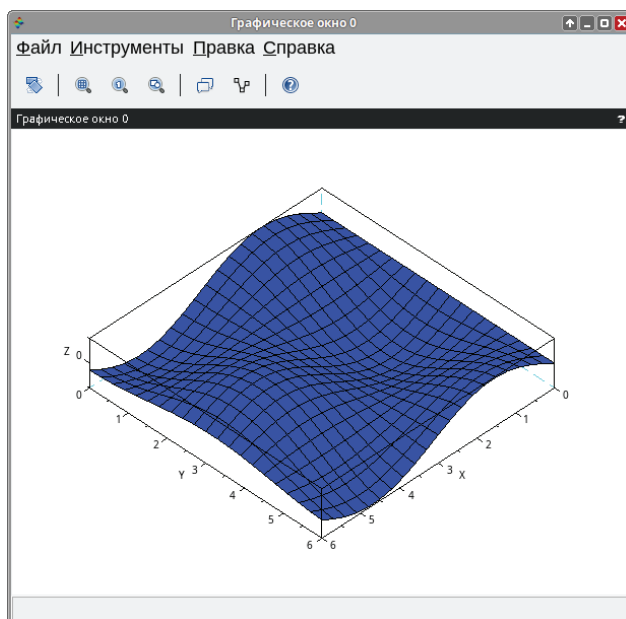 Графическое окно 0
Файл Инструменты Правка Справка
Графическое окно 0 ?
Z 0
0 0
1 1
2 2
Y 3 3 X
4 4
5 5
6 6